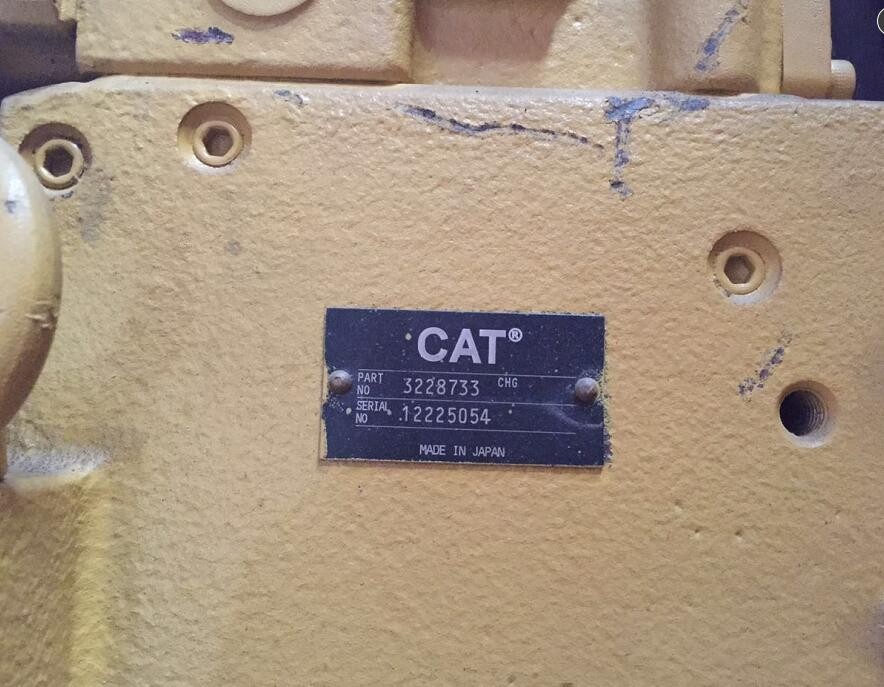 CAT®
PART NO 3228733 CHG
SERIAL NO 12225054
MADE IN JAPAN